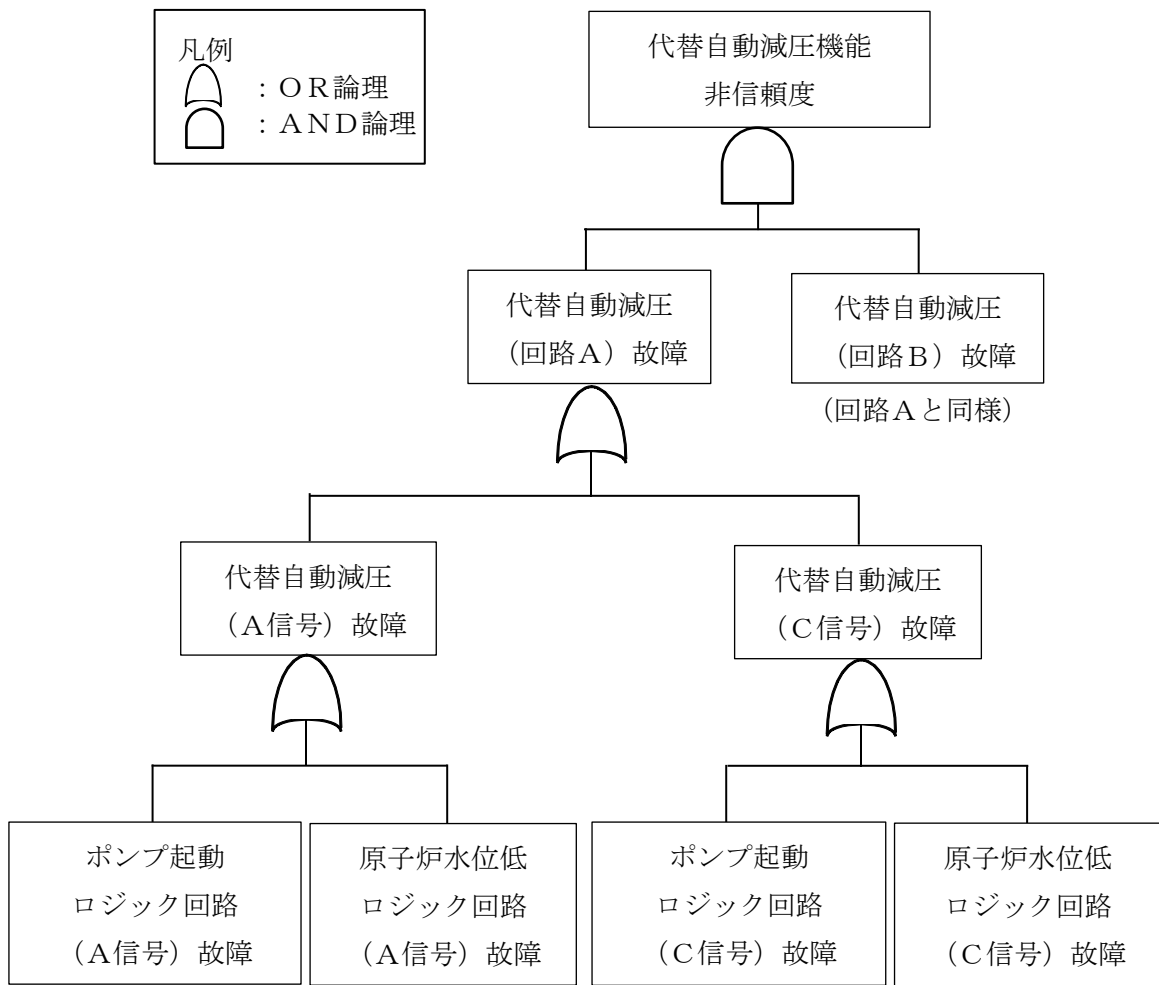 凡例
：ＯＲ論理
：ＡＮＤ論理
代替自動減圧機能
非信頼度
代替自動減圧
（回路Ａ）故障
代替自動減圧
（回路Ｂ）故障
（回路Ａと同様）
代替自動減圧
（Ａ信号）故障
代替自動減圧
（Ｃ信号）故障
ポンプ起動
ロジック回路
（Ａ信号）故障
原子炉水位低
ロジック回路
（Ａ信号）故障
ポンプ起動
ロジック回路
（Ｃ信号）故障
原子炉水位低
ロジック回路
（Ｃ信号）故障